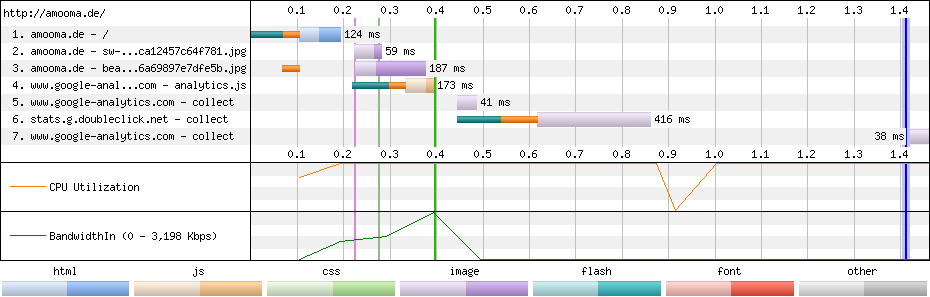 http://amooma.de/
0.1 0.2 0.3 0.4 0.5 0.6 0.7 0.8 0.9 1.0 1.1 1.2 1.3 1.4
1. amooma.de - / 124 ms
2. amooma.de - sw-...ca12457c64f781.jpg 59 ms
3. amooma.de - bea...6a69897e7dfe5b.jpg 187 ms
4. www.google-anal...com - analytics.js 173 ms
5. www.google-analytics.com - collect 41 ms
6. stats.g.doubleclick.net - collect 416 ms
7. www.google-analytics.com - collect 38 ms
0.1 0.2 0.3 0.4 0.5 0.6 0.7 0.8 0.9 1.0 1.1 1.2 1.3 1.4
CPU Utilization
BandwidthIn (0 - 3,198 Kbps)
html js css image flash font other